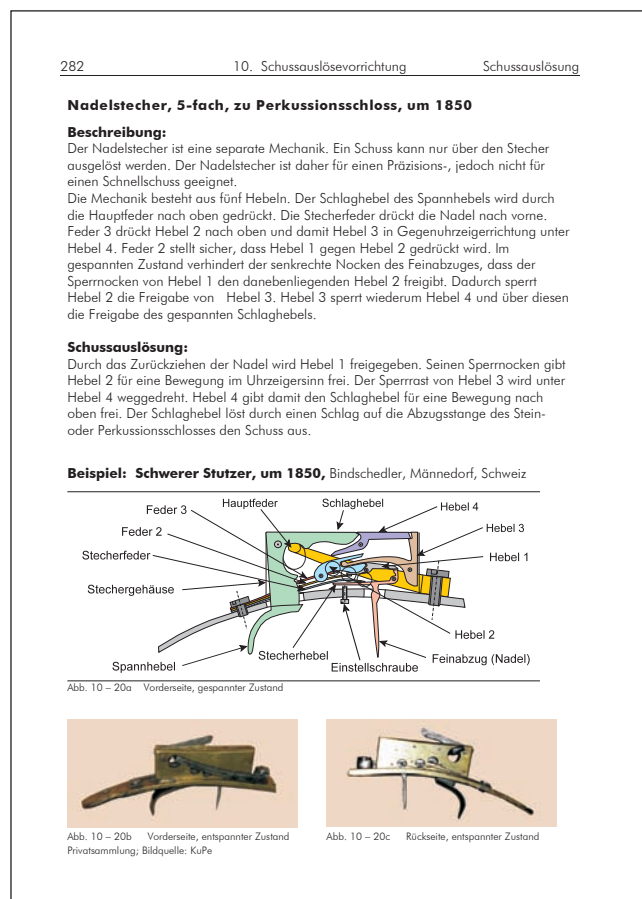 282 10. Schussauslösevorrichtung Schussauslösung
Nadelstecher, 5-fach, zu Perkussionsschloss, um 1850
Beschreibung:
Der Nadelstecher ist eine separate Mechanik. Ein Schuss kann nur über den Stecher
ausgelöst werden. Der Nadelstecher ist daher für einen Präzisions-, jedoch nicht für
einen Schnellschuss geeignet.
Die Mechanik besteht aus fünf Hebeln. Der Schlaghebel des Spannhebels wird durch
die Hauptfeder nach oben gedrückt. Die Stecherfeder drückt die Nadel nach vorne.
Feder 3 drückt Hebel 2 nach oben und damit Hebel 3 in Gegenuhrzeigerrichtung unter
Hebel 4. Feder 2 stellt sicher, dass Hebel 1 gegen Hebel 2 gedrückt wird. Im
gespannten Zustand verhindert der senkrechte Nocken des Feinabzuges, dass der
Sperrnocken von Hebel 1 den danebenliegenden Hebel 2 freigibt. Dadurch sperrt
Hebel 2 die Freigabe von Hebel 3. Hebel 3 sperrt wiederum Hebel 4 und über diesen
die Freigabe des gespannten Schlaghebels.
Schussauslösung:
Durch das Zurückziehen der Nadel wird Hebel 1 freigegeben. Seinen Sperrnocken gibt
Hebel 2 für eine Bewegung im Uhrzeigersinn frei. Der Sperrrast von Hebel 3 wird unter
Hebel 4 weggedreht. Hebel 4 gibt damit den Schlaghebel für eine Bewegung nach
oben frei. Der Schlaghebel löst durch einen Schlag auf die Abzugsstange des Stein-
oder Perkussionsschlosses den Schuss aus.
Beispiel: Schwerer Stutzer, um 1850, Bindschedler, Männedorf, Schweiz
Hauptfeder
Schlaghebel
Feder 3
Hebel 4
Feder 2
Hebel 3
Stecherfeder
Hebel 1
Stechergehäuse
Hebel 2
Stecherhebel
Spannhebel
Einstellschraube
Feinabzug (Nadel)
Abb. 10 – 20a Vorderseite, gespannter Zustand
Abb. 10 – 20b Vorderseite, entspannter Zustand
Privatsammlung; Bildquelle: KuPe
Abb. 10 – 20c Rückseite, entspannter Zustand